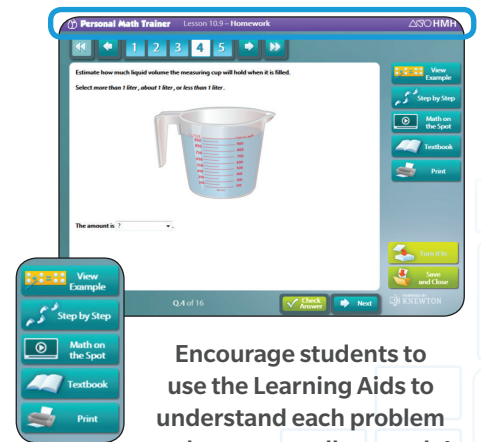 Personal Math Trainer Lesson 10.9 – Homework HMH
1 2 3 4 5
Estimate how much liquid volume the measuring cup will hold when it is filled.
Select more than 1 liter, about 1 liter, or less than 1 liter.
The amount is ? .
View Example
Step by Step
Math on the Spot
Textbook
Print
Turn It In
Save and Close
Q.4 of 16
Check Answer
Next
KNEWTON
View
Example
Step by Step
Math on
the Spot
Textbook
Print
Encourage students to
use the Learning Aids to
understand each problem